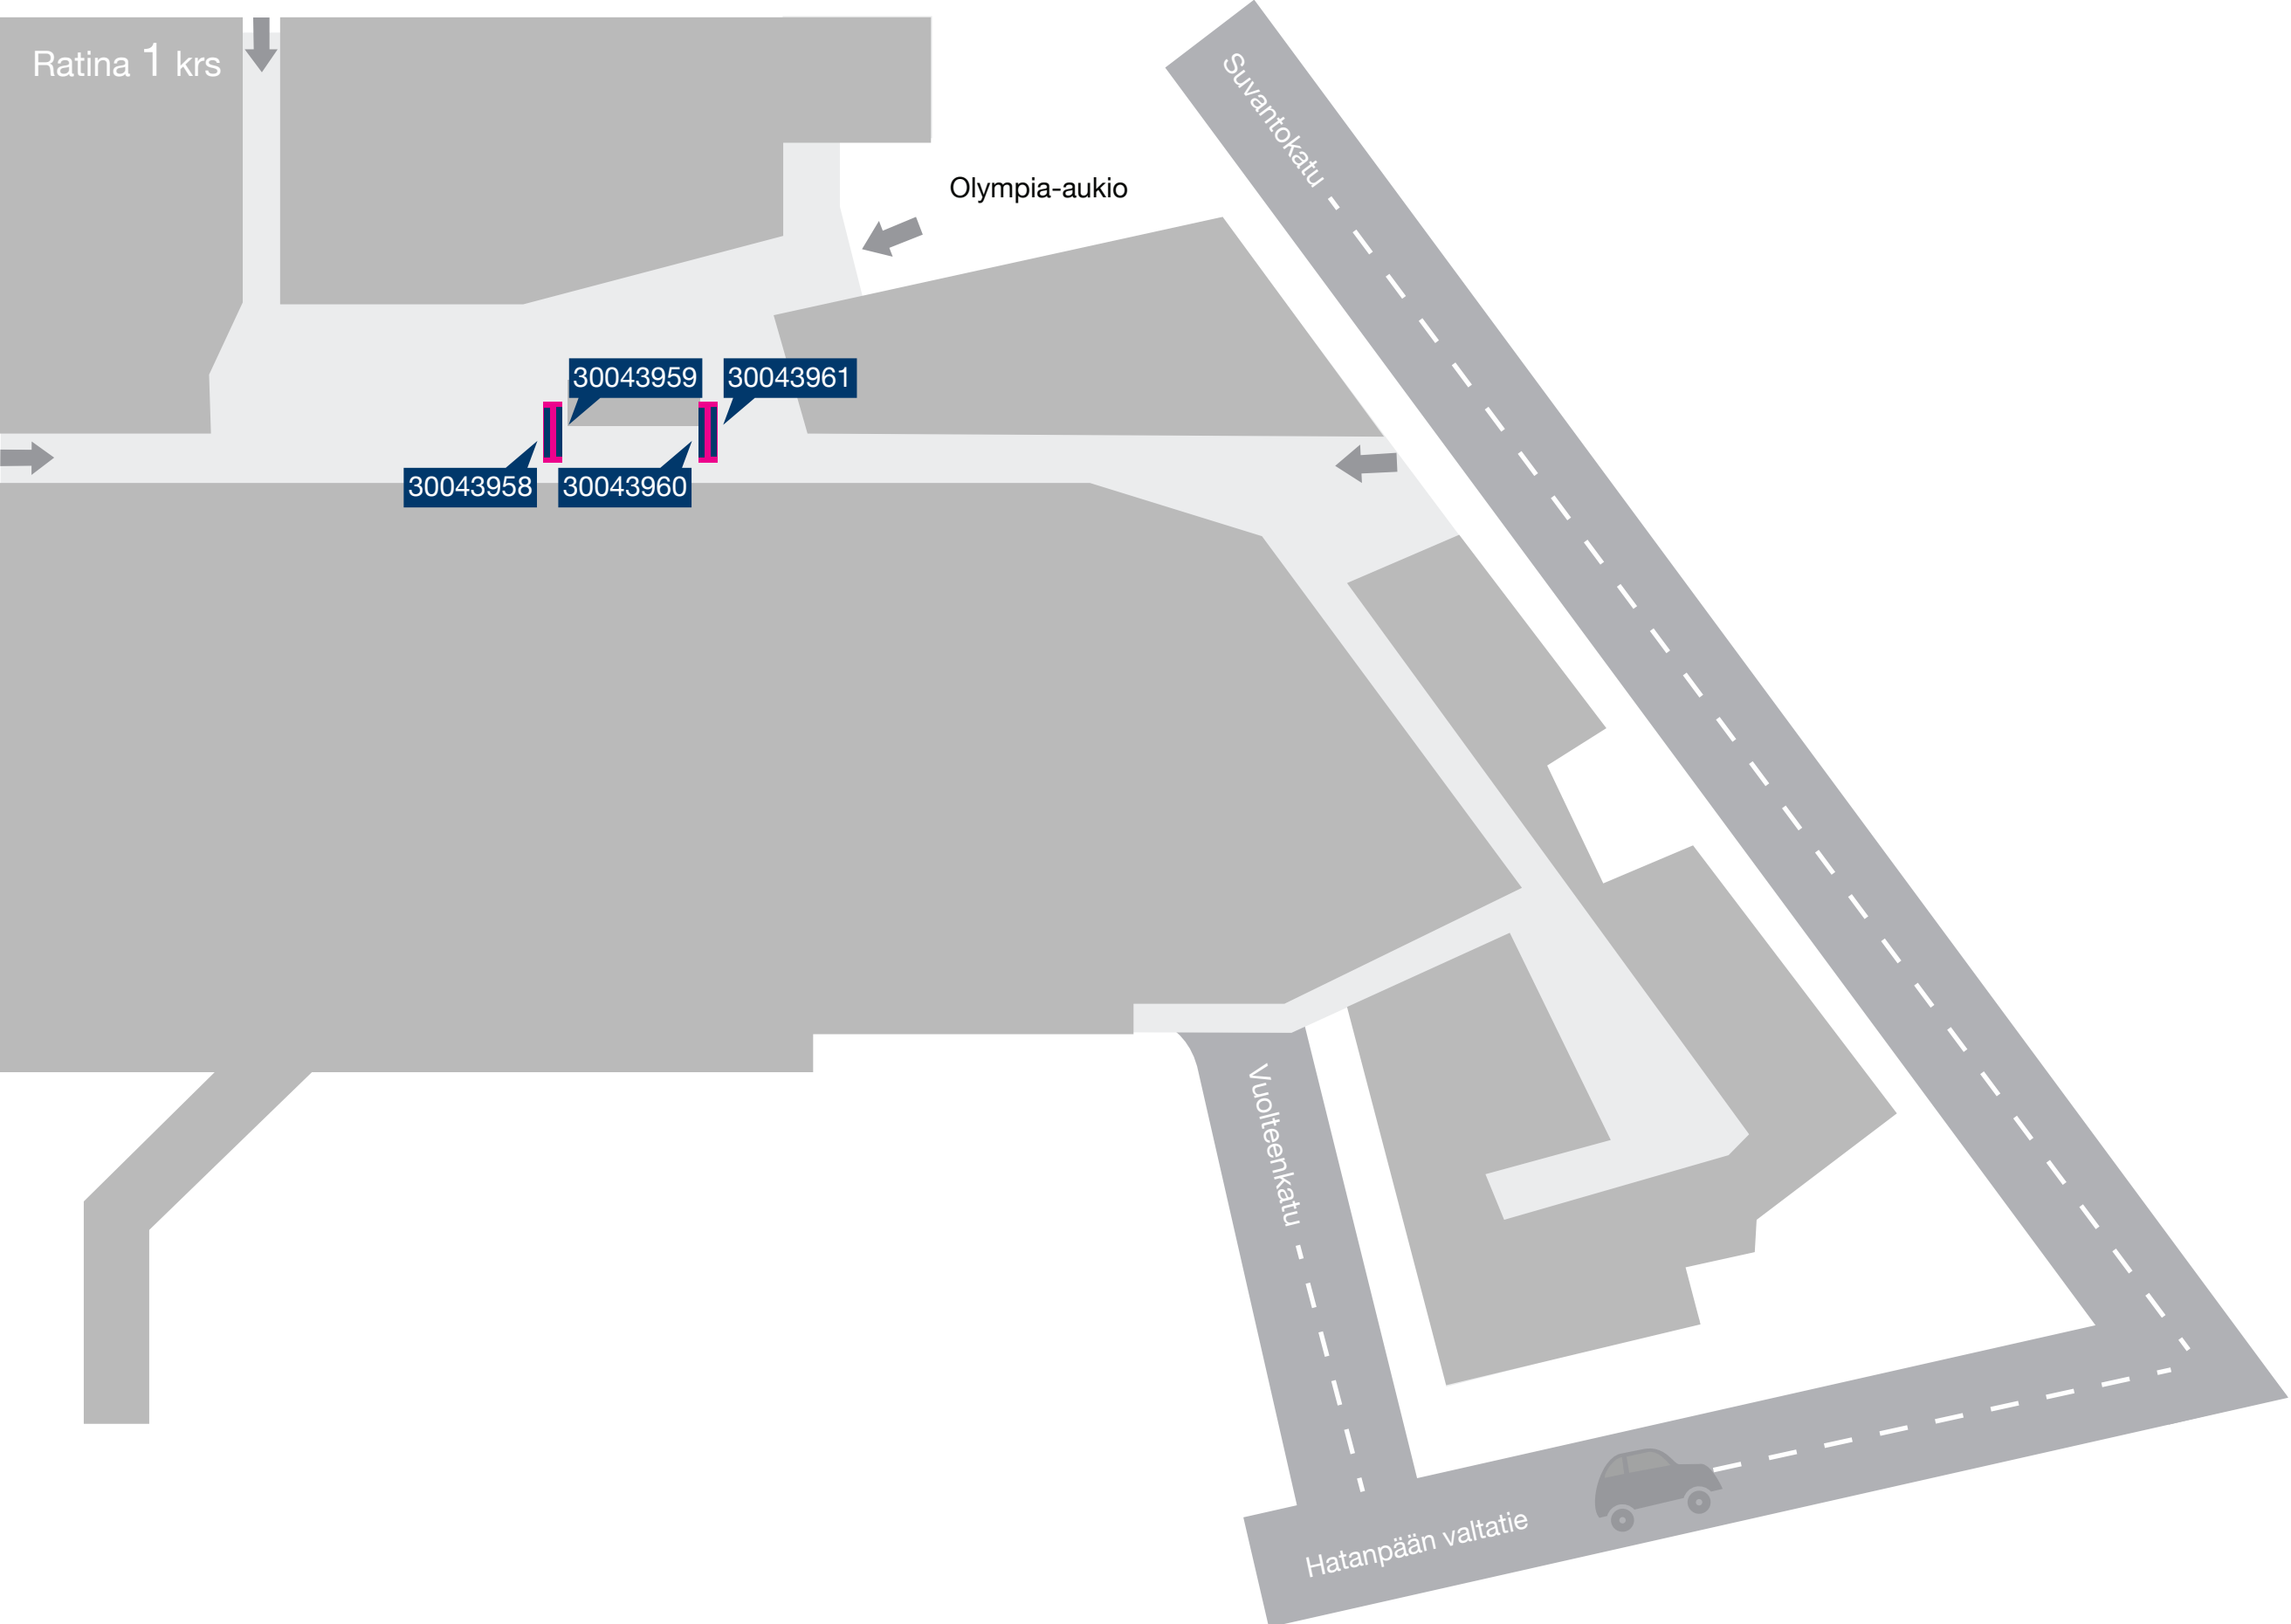 Ratina 1 krs
Suvantokatu
Olympia-aukio
30043959
30043961
30043958
30043960
Vuolteenkatu
Hatanpään valtatie